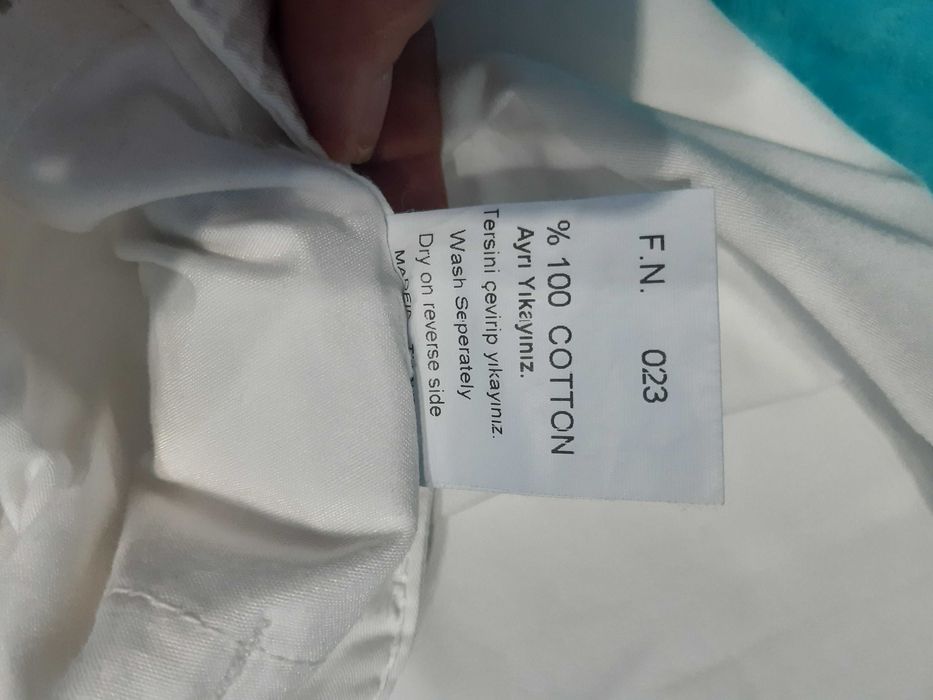 F.N. 023
% 100 COTTON
Ayrı Yıkayınız.
Tersini çevirip yıkayınız.
Wash Seperately
Dry on reverse side